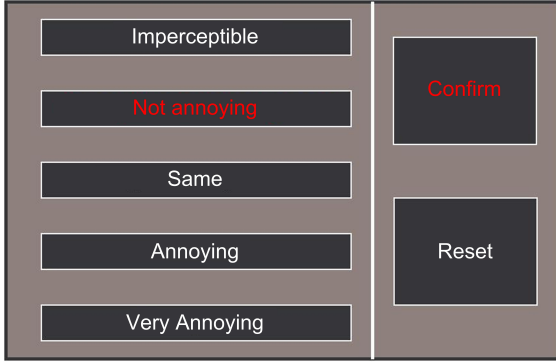 Imperceptible
Not annoying
Same
Annoying
Very Annoying
Confirm
Reset